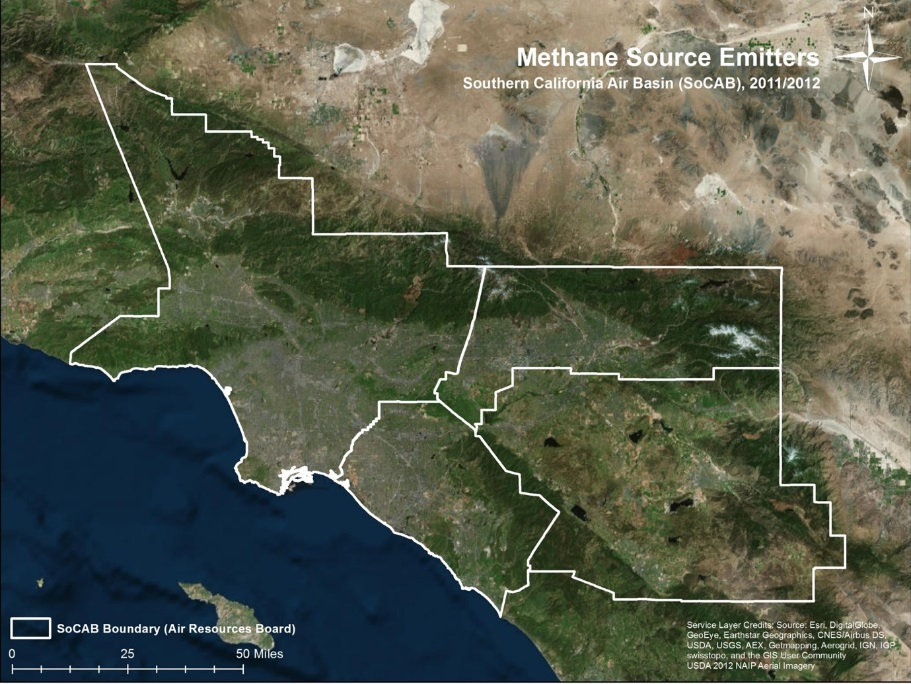 N
Methane Source Emitters
Southern California Air Basin (SoCAB), 2011/2012
SoCAB Boundary (Air Resources Board)
0 25 50 Miles
Service Layer Credits: Source: Esri, DigitalGlobe,
GeoEye, Earthstar Geographics, CNES/Airbus DS,
USDA, USGS, AEX, Getmapping, Aerogrid, IGN, IGP,
swisstopo, and the GIS User Community
USDA 2012 NAIP Aerial Imagery